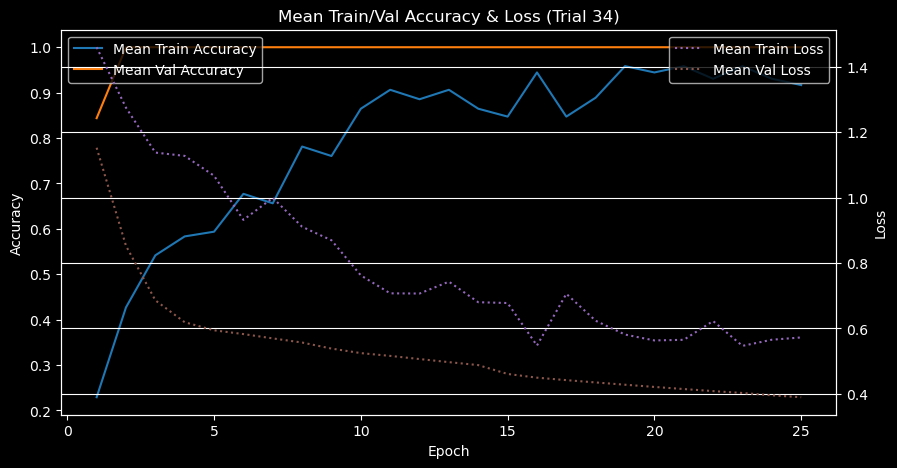 Mean Train/Val Accuracy & Loss (Trial 34)
Mean Train Accuracy
Mean Val Accuracy
Mean Train Loss
Mean Val Loss
Accuracy
1.0
0.9
0.8
0.7
0.6
0.5
0.4
0.3
0.2
Loss
1.4
1.2
1.0
0.8
0.6
0.4
0
5
10
15
20
25
Epoch